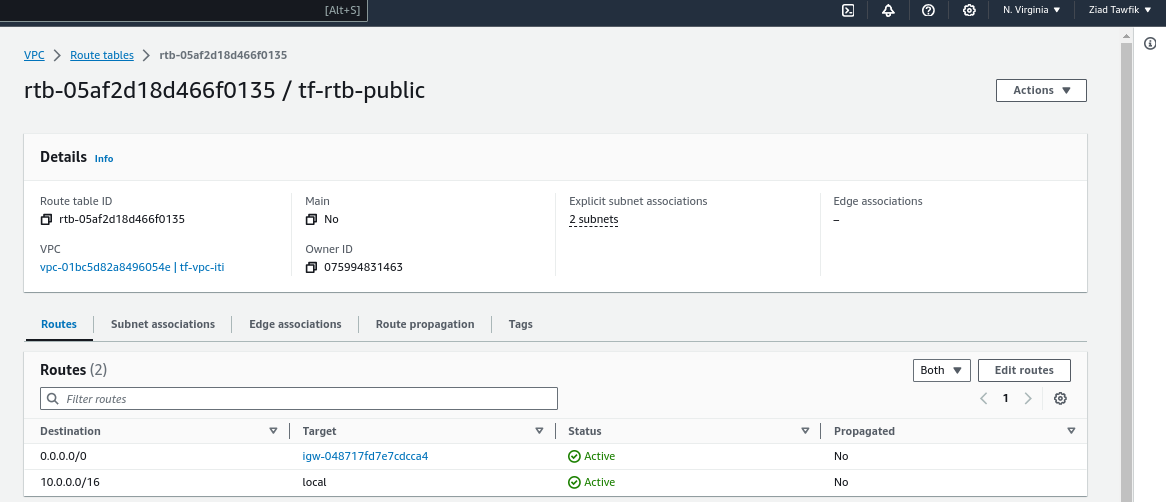 [Alt+S]
N. Virginia
Ziad Tawfik
VPC
Route tables
rtb-05af2d18d466f0135
rtb-05af2d18d466f0135 / tf-rtb-public
Actions
Details
Info
Route table ID
rtb-05af2d18d466f0135
Main
No
Explicit subnet associations
2 subnets
Edge associations
–
VPC
vpc-01bc5d82a8496054e | tf-vpc-iti
Owner ID
075994831463
Routes
Subnet associations
Edge associations
Route propagation
Tags
Routes (2)
Both
Edit routes
Filter routes
1
Destination
Target
Status
Propagated
0.0.0.0/0
igw-048717fd7e7cdcca4
Active
No
10.0.0.0/16
local
Active
No